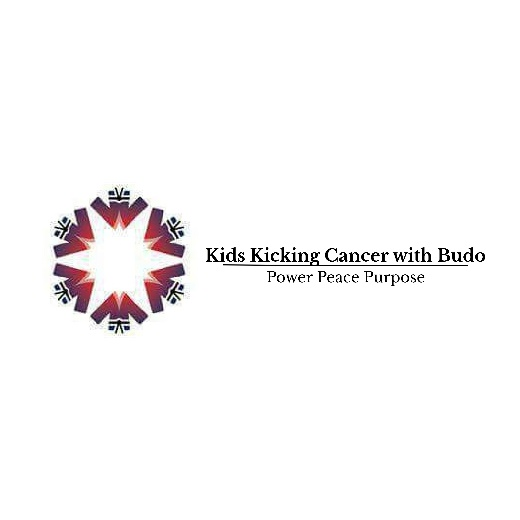 Kids Kicking Cancer with Budo
Power Peace Purpose